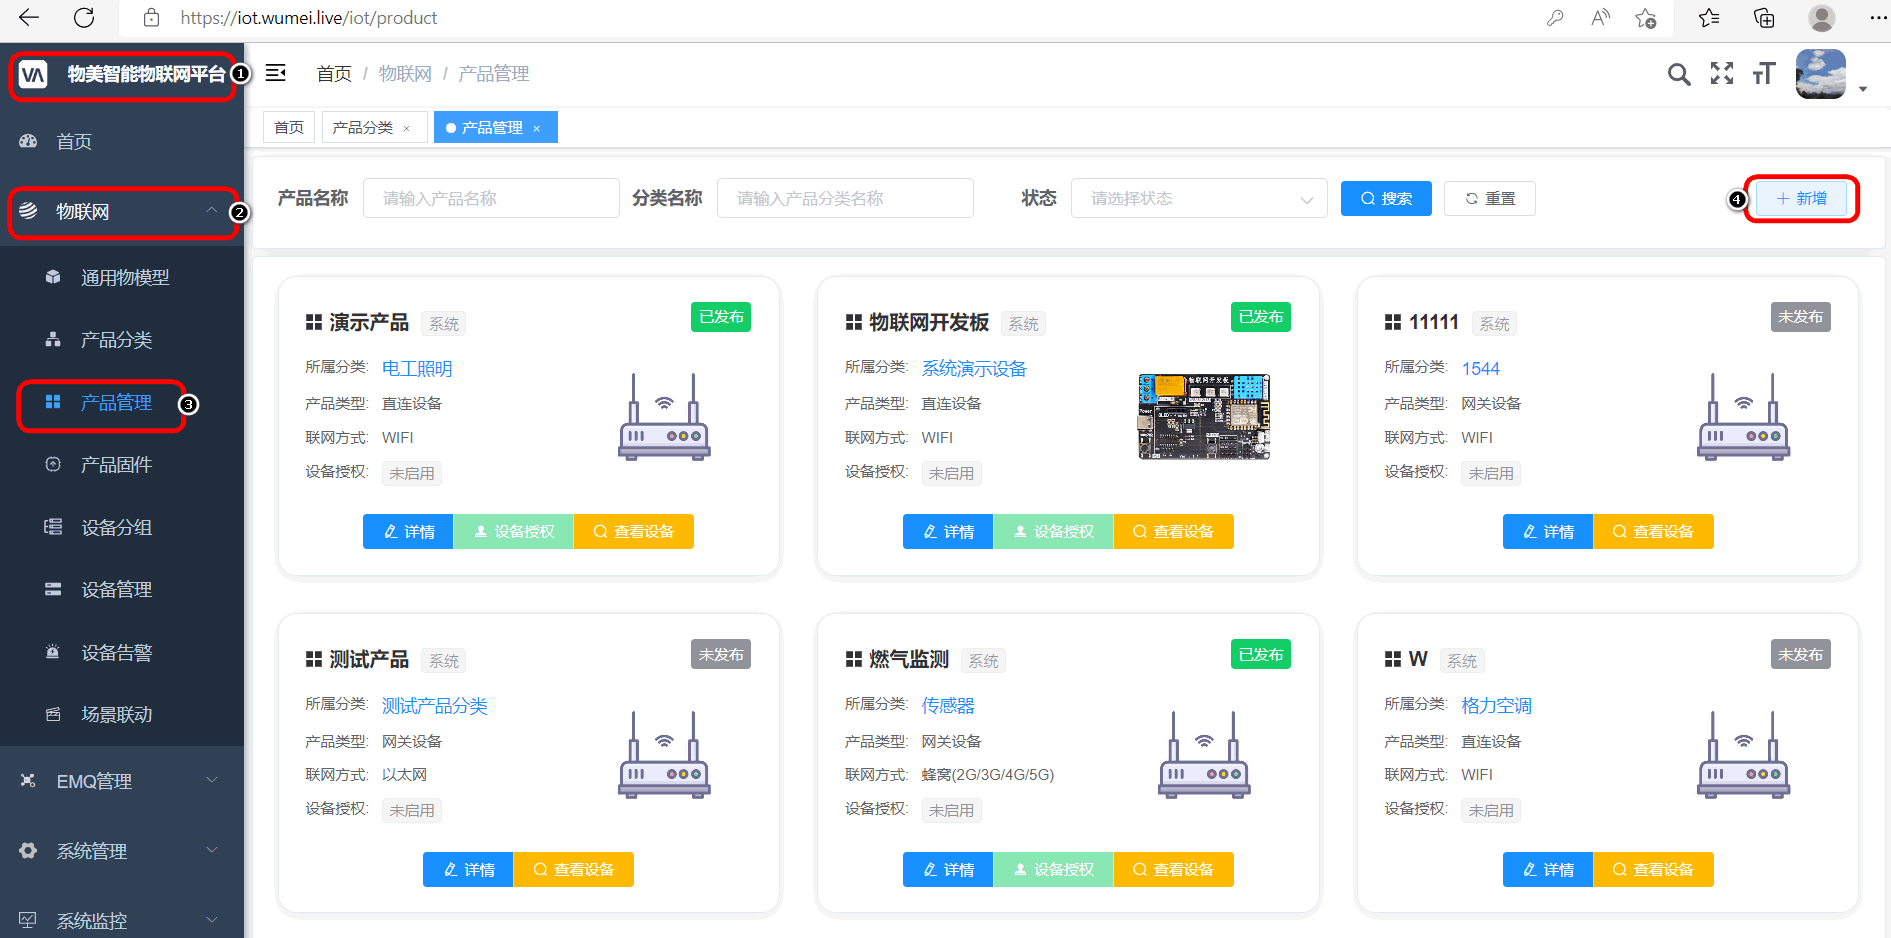 https://iot.wumei.live/iot/product
物美智能物联网平台 1
首页 / 物联网 / 产品管理
首页
产品分类 ×
产品管理 ×
首页
物联网 2
通用物模型
产品分类
产品管理 3
产品固件
设备分组
设备管理
设备告警
场景联动
EMQ管理
系统管理
系统监控
产品名称 请输入产品名称 分类名称 请输入产品分类名称 状态 请选择状态 搜索 重置 4 + 新增
演示产品 系统 已发布
所属分类: 电工照明
产品类型: 直连设备
联网方式: WIFI
设备授权: 未启用
详情 设备授权 查看设备
物联网开发板 系统 已发布
所属分类: 系统演示设备
产品类型: 直连设备
联网方式: WIFI
设备授权: 未启用
物联网开发板
详情 设备授权 查看设备
11111 系统 未发布
所属分类: 1544
产品类型: 网关设备
联网方式: WIFI
设备授权: 未启用
详情 查看设备
测试产品 系统 未发布
所属分类: 测试产品分类
产品类型: 网关设备
联网方式: 以太网
设备授权: 未启用
详情 查看设备
燃气监测 系统 已发布
所属分类: 传感器
产品类型: 网关设备
联网方式: 蜂窝(2G/3G/4G/5G)
设备授权: 未启用
详情 设备授权 查看设备
W 系统 未发布
所属分类: 格力空调
产品类型: 直连设备
联网方式: WIFI
设备授权: 未启用
详情 查看设备